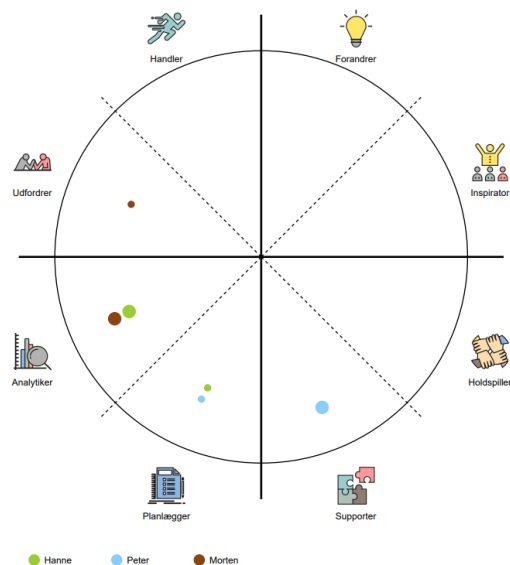 Handler
Forandrer
Udfordrer
Inspirator
Analytiker
Holdspiller
Planlægger
Supporter
Hanne
Peter
Morten